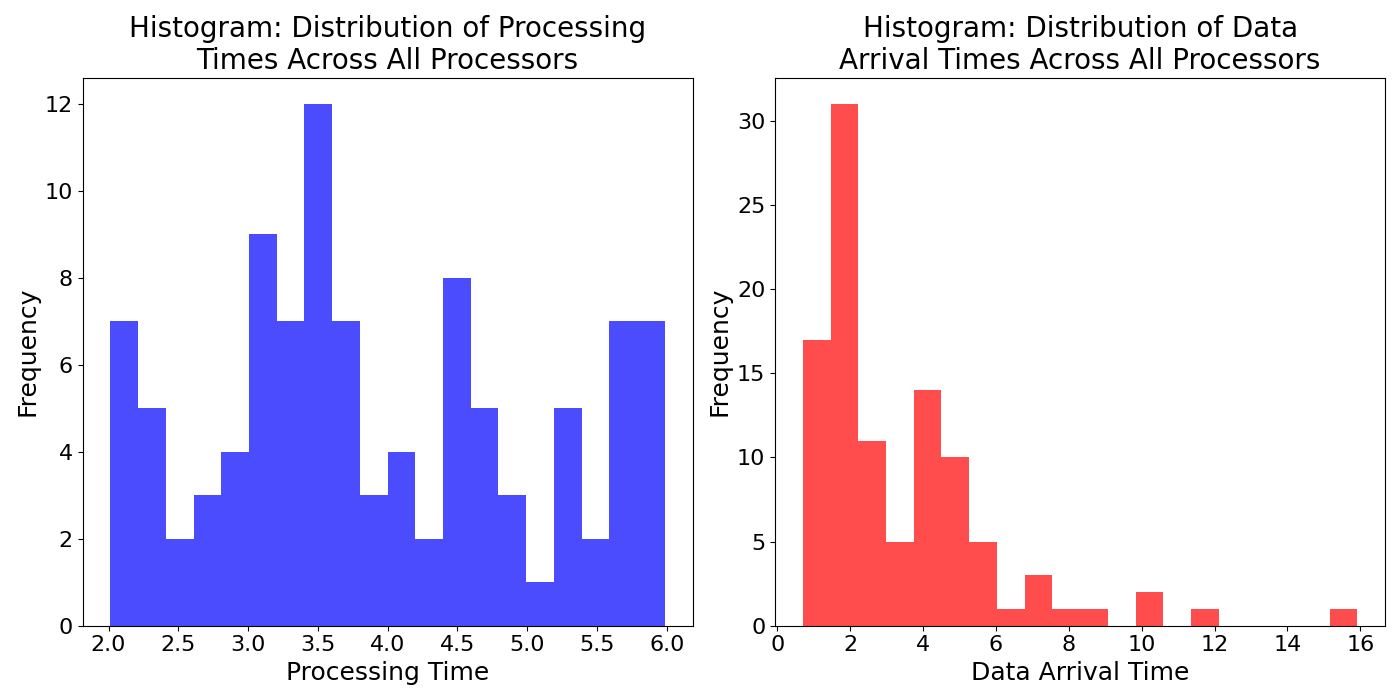 Histogram: Distribution of Processing
Times Across All Processors
12
10
8
6
4
2
0
Frequency
2.0 2.5 3.0 3.5 4.0 4.5 5.0 5.5 6.0
Processing Time
Histogram: Distribution of Data
Arrival Times Across All Processors
30
25
20
15
10
5
0
Frequency
0 2 4 6 8 10 12 14 16
Data Arrival Time